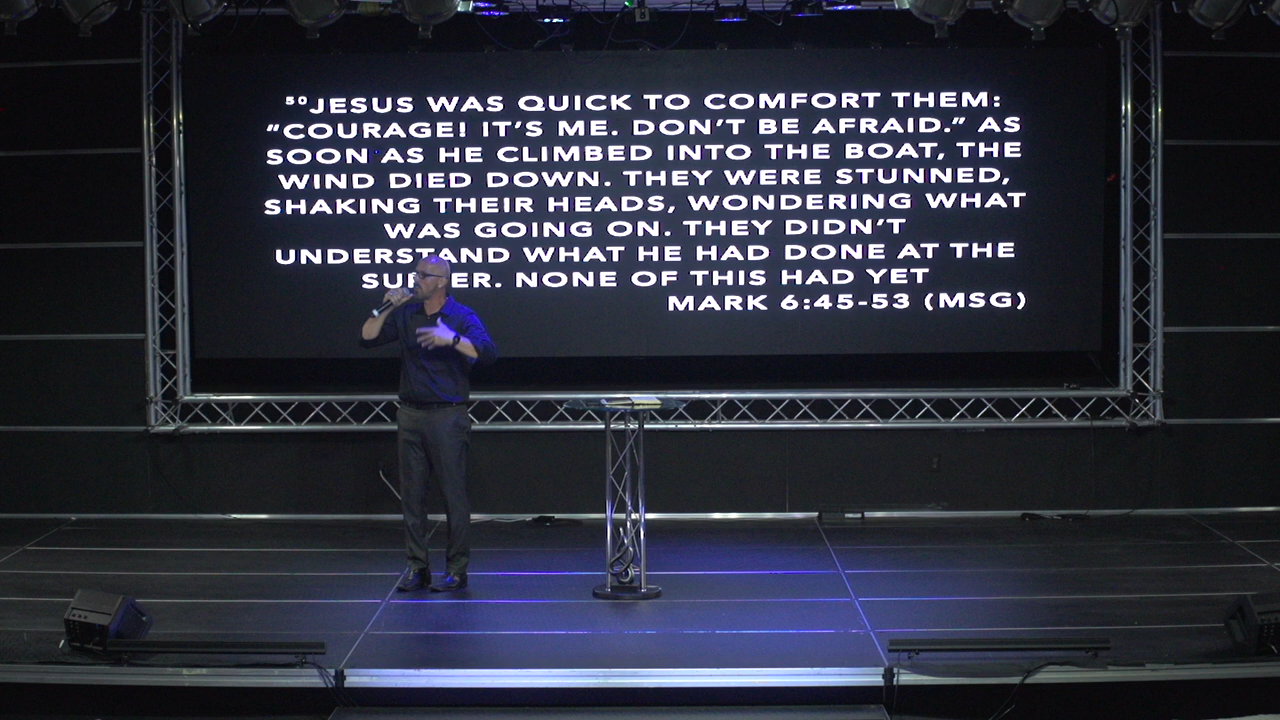 ⁵⁰JESUS WAS QUICK TO COMFORT THEM:
“COURAGE! IT’S ME. DON’T BE AFRAID.” AS
SOON AS HE CLIMBED INTO THE BOAT, THE
WIND DIED DOWN. THEY WERE STUNNED,
SHAKING THEIR HEADS, WONDERING WHAT
WAS GOING ON. THEY DIDN’T
UNDERSTAND WHAT HE HAD DONE AT THE
NONE OF THIS HAD YET
MARK 6:45-53 (MSG)